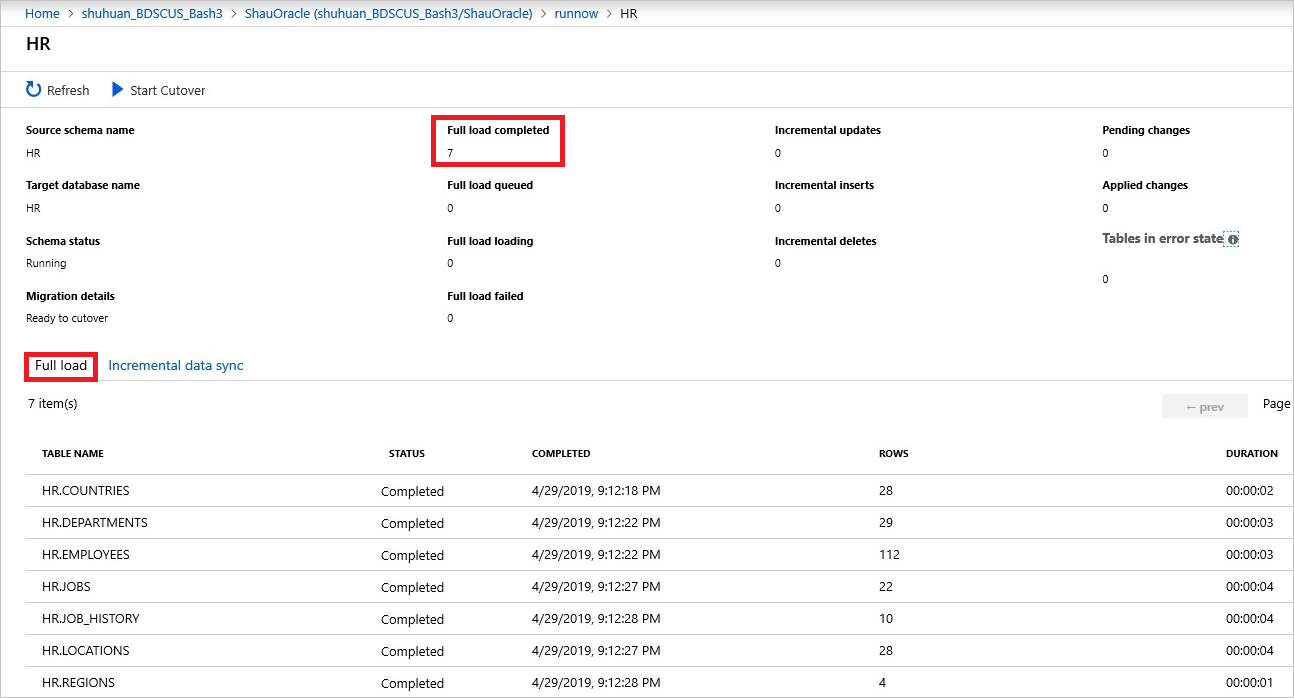 Home > shuhuan_BDSCUS_Bash3 > ShauOracle (shuhuan_BDSCUS_Bash3/ShauOracle) > runnow > HR
HR
Refresh Start Cutover
Source schema name Full load completed Incremental updates Pending changes
HR 7 0 0
Target database name Full load queued Incremental inserts Applied changes
HR 0 0 0
Schema status Full load loading Incremental deletes Tables in error state
Running 0 0 0
Migration details Full load failed
Ready to cutover 0
Full load Incremental data sync
7 item(s) ← prev Page
TABLE NAME STATUS COMPLETED ROWS DURATION
HR.COUNTRIES Completed 4/29/2019, 9:12:18 PM 28 00:00:02
HR.DEPARTMENTS Completed 4/29/2019, 9:12:22 PM 29 00:00:03
HR.EMPLOYEES Completed 4/29/2019, 9:12:22 PM 112 00:00:03
HR.JOBS Completed 4/29/2019, 9:12:27 PM 22 00:00:04
HR.JOB_HISTORY Completed 4/29/2019, 9:12:28 PM 10 00:00:04
HR.LOCATIONS Completed 4/29/2019, 9:12:27 PM 28 00:00:04
HR.REGIONS Completed 4/29/2019, 9:12:28 PM 4 00:00:01